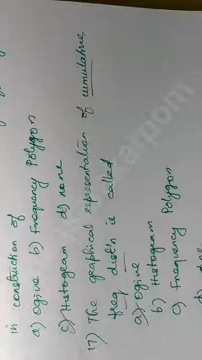 in construction of
a) ogive b) Frequency Polygon
c) Histogram d) none
17) The graphical representation of cumulative
freq distn is called
a) ogive
b) Histogram
c) Frequency Polygon